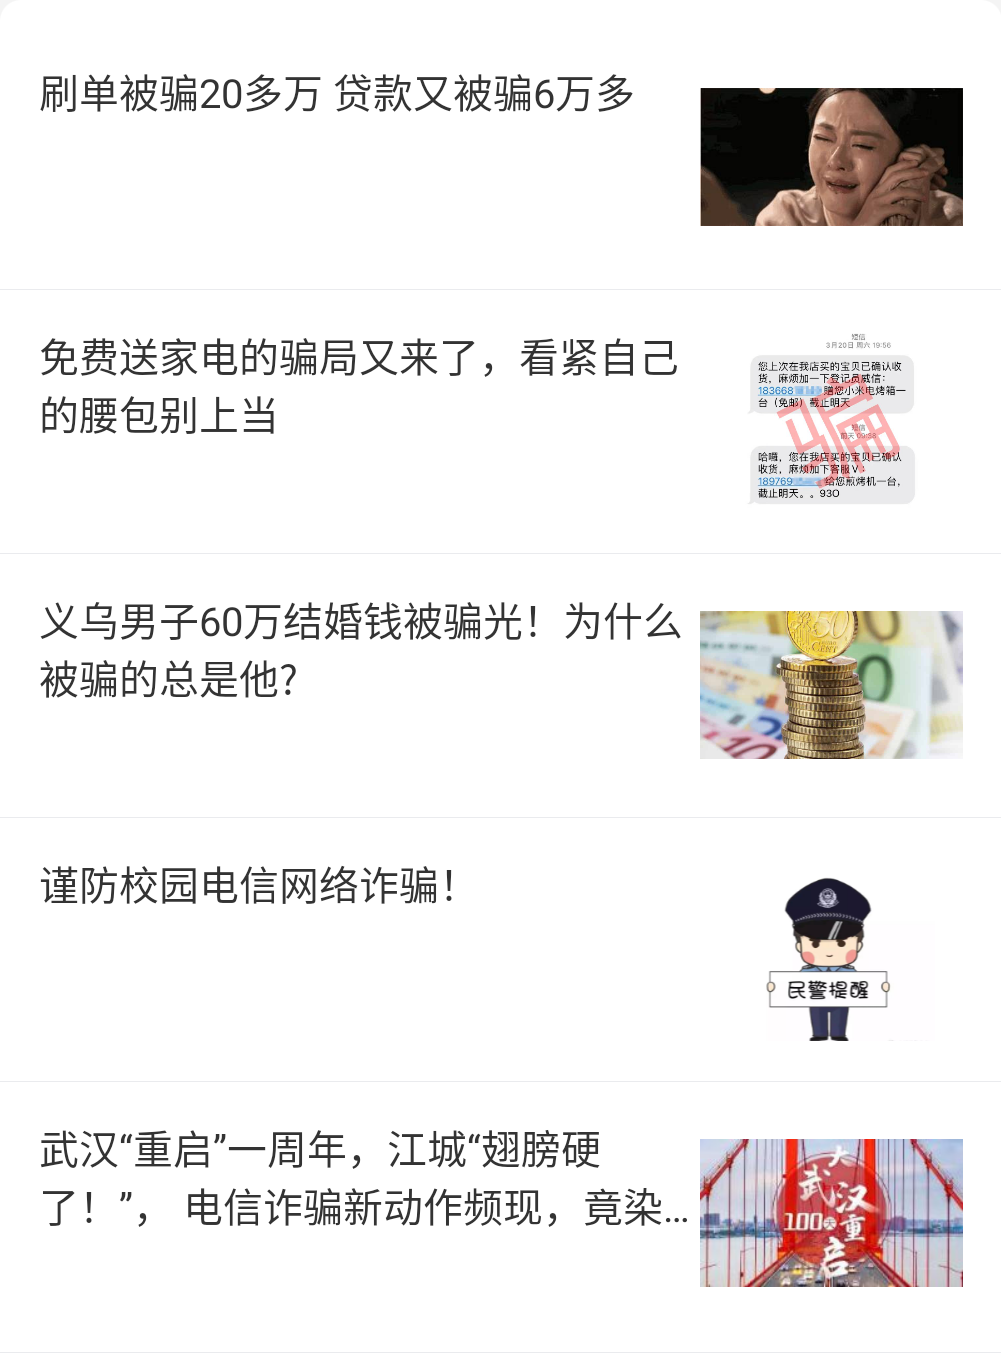 刷单被骗20多万 贷款又被骗6万多
免费送家电的骗局又来了，看紧自己
的腰包别上当
短信
3月20日 周六 19:56
您上次在我店买的宝贝已确认收
货，麻烦加一下登记员威信：
183668 赠您小米电烤箱一
台（免邮）截止明天
骗
短信
前天 09:38
哈喽，您在我店买的宝贝已确认
收货，麻烦加下客服V：
189769 给您煎烤机一台，
截止明天。。93O
义乌男子60万结婚钱被骗光！为什么
被骗的总是他?
50
CENT
谨防校园电信网络诈骗！
民警提醒
武汉“重启”一周年，江城“翅膀硬
了！”， 电信诈骗新动作频现，竟染...
大武汉
100天重启